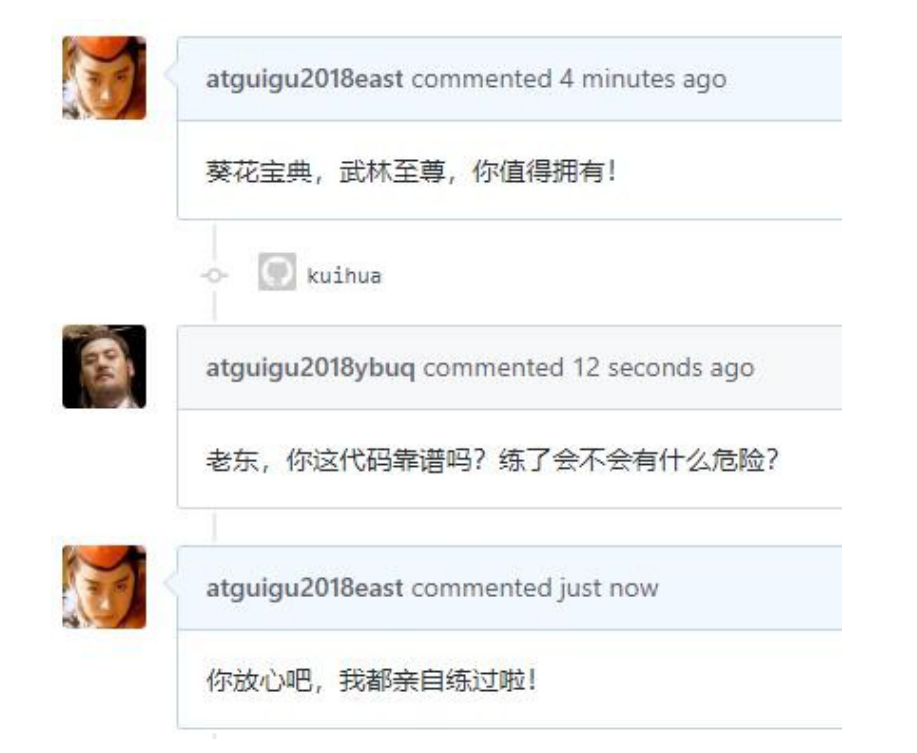 atguigu2018east commented 4 minutes ago
葵花宝典，武林至尊，你值得拥有！
kuihua
atguigu2018ybuq commented 12 seconds ago
老东，你这代码靠谱吗？练了会不会有什么危险？
atguigu2018east commented just now
你放心吧，我都亲自练过啦！